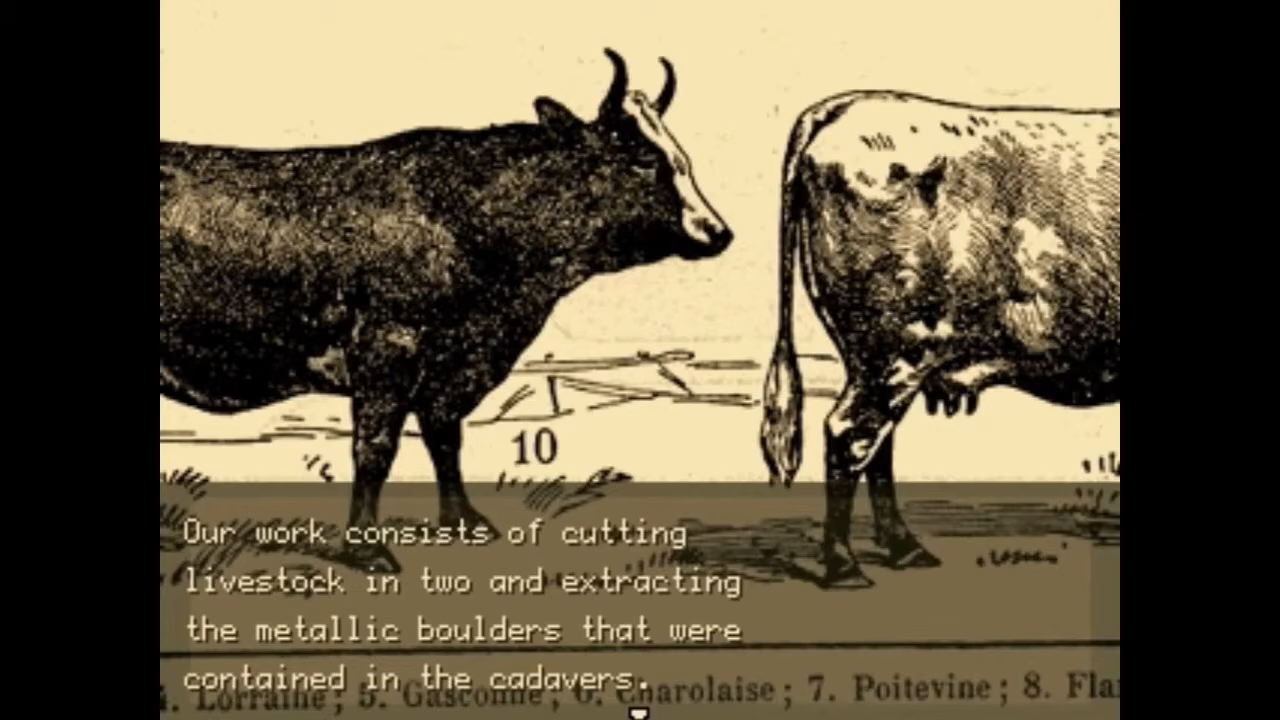 10
Our work consists of cutting
livestock in two and extracting
the metallic boulders that were
contained in the cadavers.
Lorraine ; 5. Gasconne ; 6. Charolaise ; 7. Poitevine ; 8.